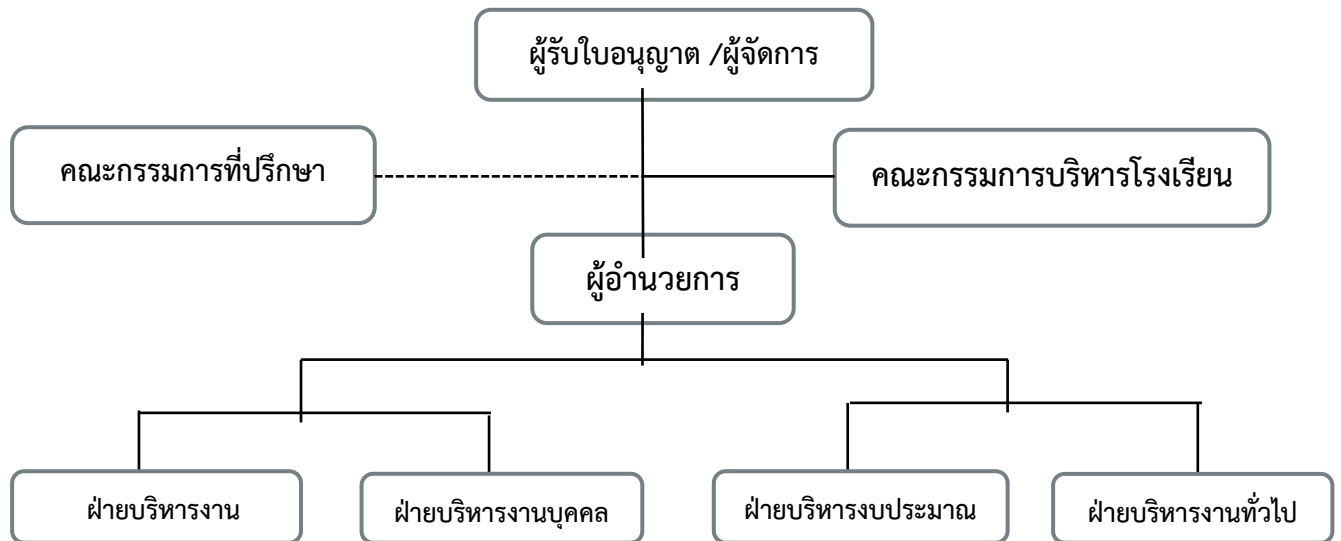 ผู้รับใบอนุญาต /ผู้จัดการ
คณะกรรมการที่ปรึกษา
คณะกรรมการบริหารโรงเรียน
ผู้อำนวยการ
ฝ่ายบริหารงาน
ฝ่ายบริหารงานบุคคล
ฝ่ายบริหารงบประมาณ
ฝ่ายบริหารงานทั่วไป